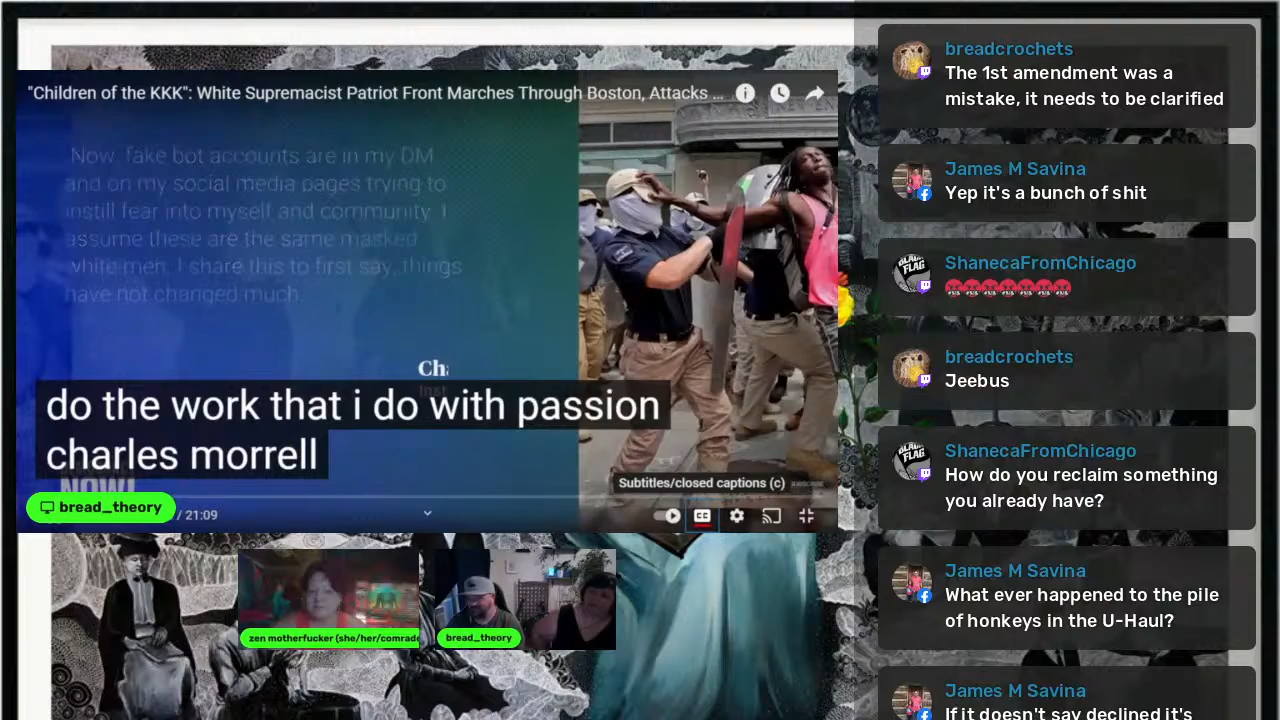 "Children of the KKK": White Supremacist Patriot Front Marches Through Boston, Attacks ...
Now, fake bot accounts are in my DM
and on my social media pages trying to
instill fear into myself and community. I
assume these are the same masked
white men. I share this to first say, things
have not changed much.
do the work that i do with passion
charles morrell
NOW!
Subtitles/closed captions (c)
bread_theory
/ 21:09
CC
zen motherfucker (she/her/comrade
bread_theory
breadcrochets
The 1st amendment was a
mistake, it needs to be clarified
James M Savina
Yep it's a bunch of shit
ShanecaFromChicago
breadcrochets
Jeebus
ShanecaFromChicago
How do you reclaim something
you already have?
James M Savina
What ever happened to the pile
of honkeys in the U-Haul?
James M Savina
If it doesn't say declined it's